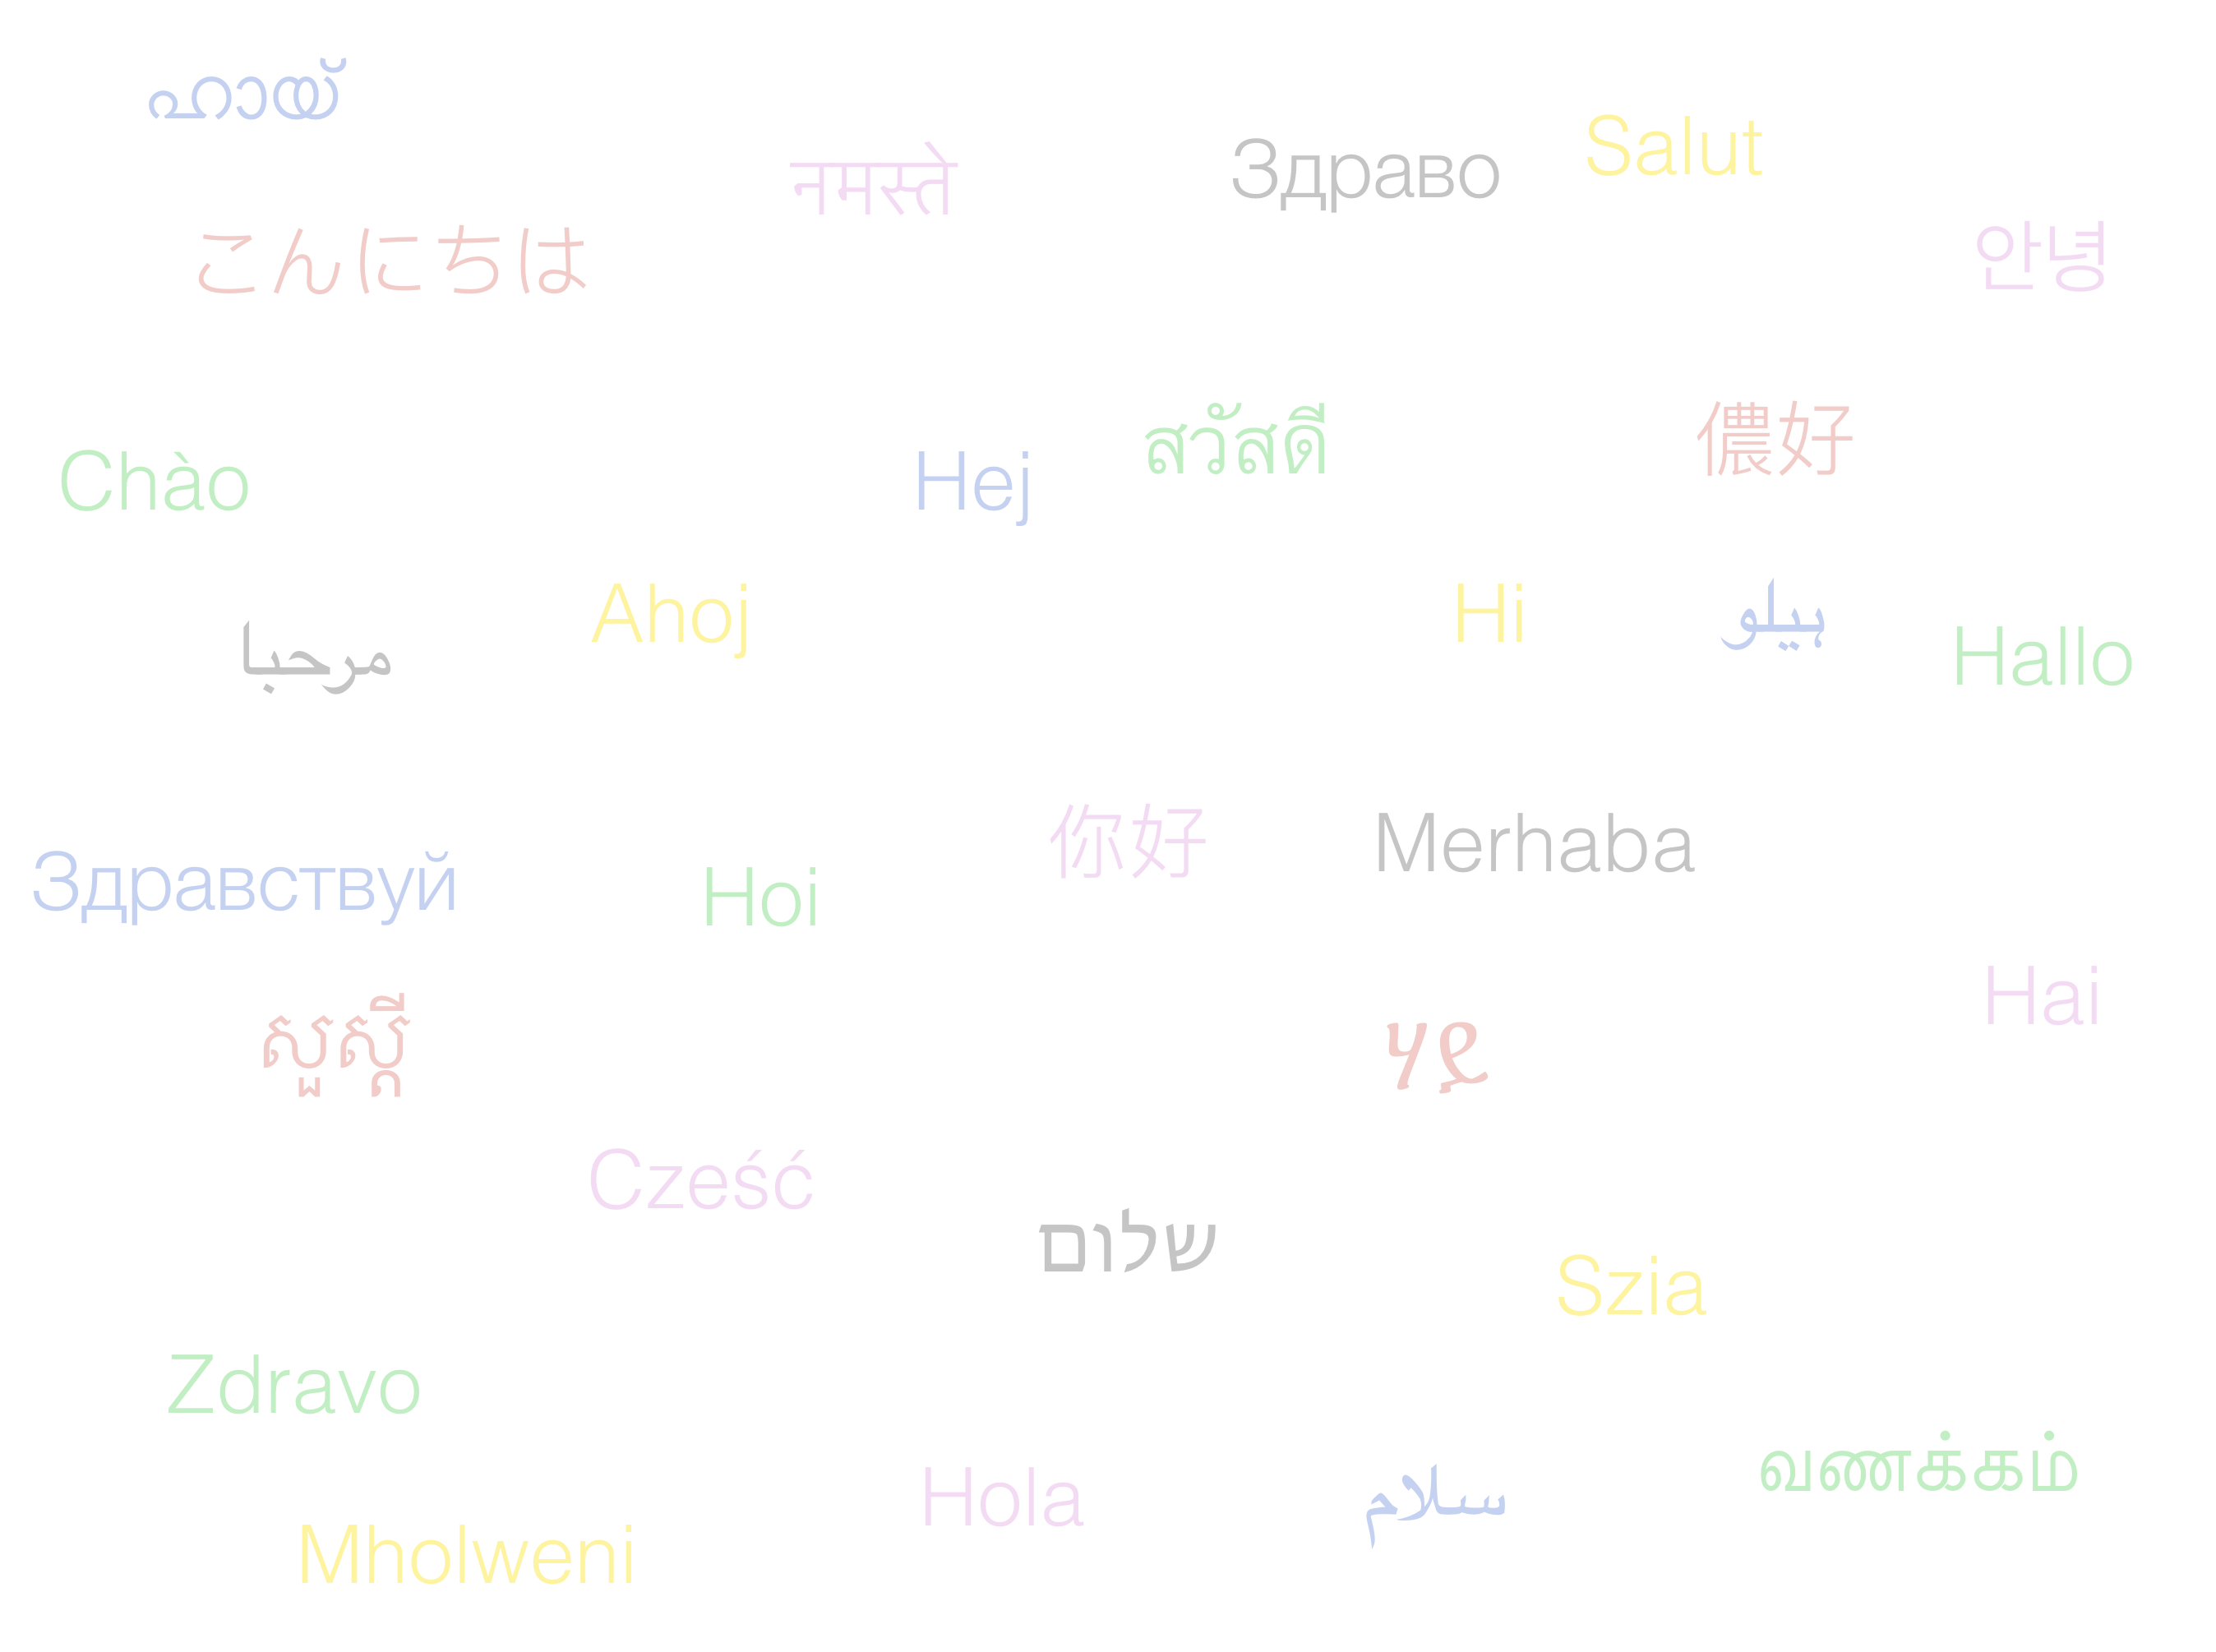 ഹായ്
नमस्ते
Здраво
Salut
こんにちは
안녕
Chào
Hej
สวัสดี
儂好
Ahoj
Hi
ہیلو
مرحبا
Hallo
你好
Merhaba
Здравствуй
Hoi
Hai
សួស្ដី
ሃይ
Cześć
שלום
Szia
Zdravo
வணக்கம்
Hola
سلام
Mholweni